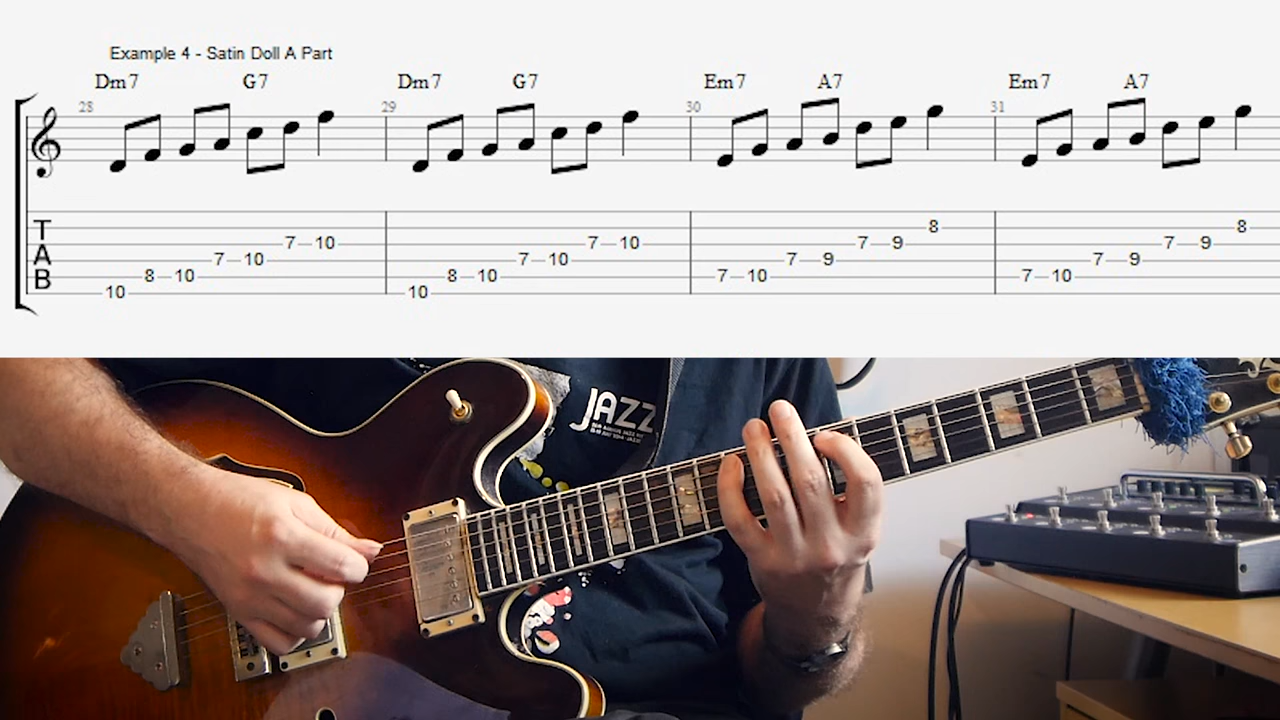 Example 4 - Satin Doll A Part
Dm7 G7 Dm7 G7 Em7 A7 Em7 A7
28 29 30 31
T 8 8
7 10 7 10 7 9 7 9
A 7 10 7 10 7 9 7 9
B 8 10 8 10 7 10 7 10
10 10
JAZZ